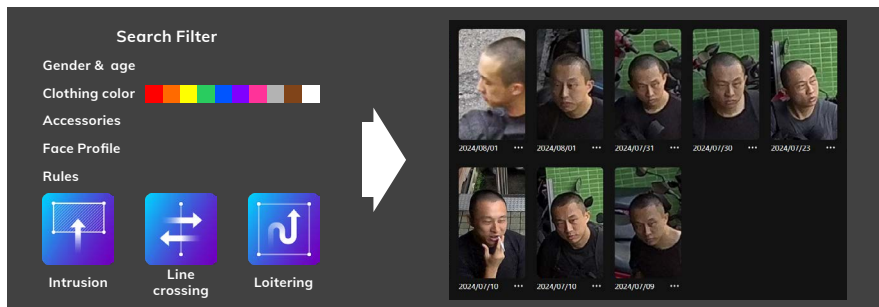 Search Filter
Gender & age
Clothing color
Accessories
Face Profile
Rules
Intrusion
Line
crossing
Loitering
2024/08/01 •••
2024/08/01 •••
2024/07/31 •••
2024/07/30 •••
2024/07/23 •••
2024/07/10 •••
2024/07/10 •••
2024/07/09 •••